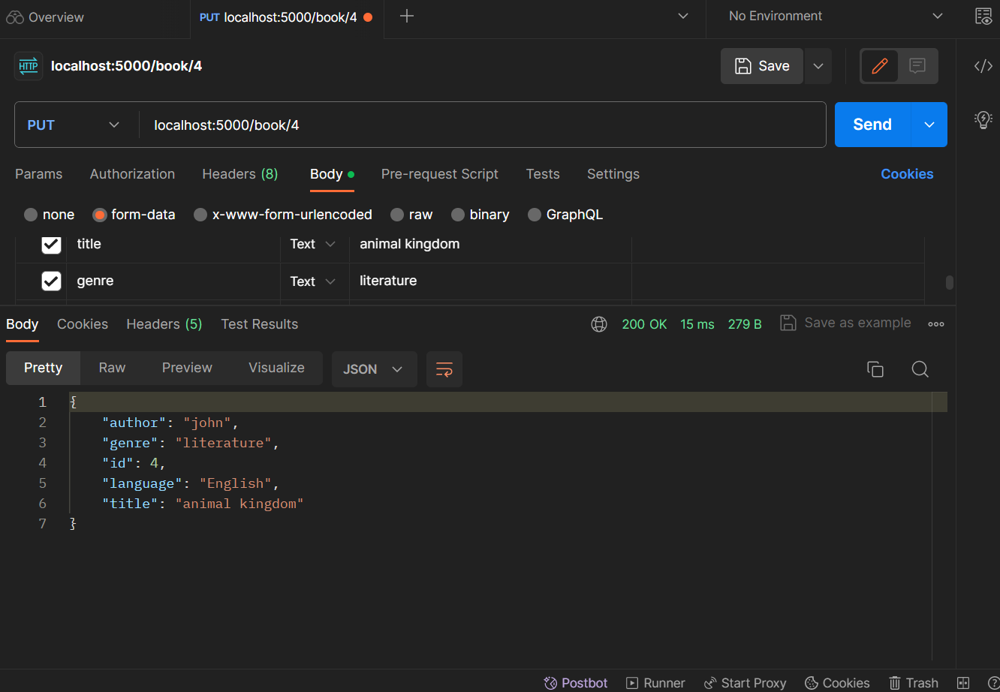 Overview PUT localhost:5000/book/4 No Environment
HTTP localhost:5000/book/4 Save
PUT localhost:5000/book/4 Send
Params Authorization Headers (8) Body Pre-request Script Tests Settings Cookies
none form-data x-www-form-urlencoded raw binary GraphQL
title Text animal kingdom
genre Text literature
Body Cookies Headers (5) Test Results 200 OK 15 ms 279 B Save as example
Pretty Raw Preview Visualize JSON
1 {
2 "author": "john",
3 "genre": "literature",
4 "id": 4,
5 "language": "English",
6 "title": "animal kingdom"
7 }
Postbot Runner Start Proxy Cookies Trash